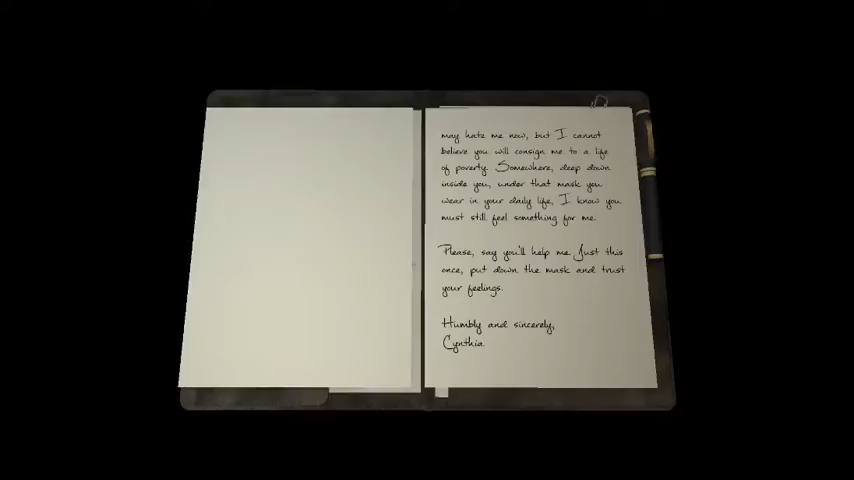 may hate me now, but I cannot
believe you will consign me to a life
of poverty. Somewhere, deep down
inside you, under that mask you
wear in your daily life, I know you
must still feel something for me.
Please, say you'll help me. Just this
once, put down the mask and trust
your feelings.
Humbly and sincerely,
Cynthia.